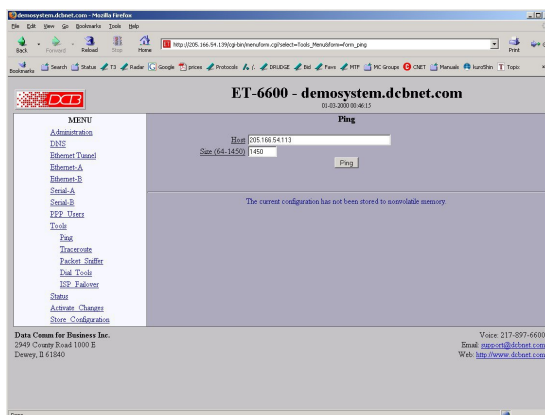 demosystem.dcbnet.com - Mozilla Firefox
File Edit View Go Bookmarks Tools Help
Back Forward Reload Stop Home http://205.166.54.139/cgi-bin/menuform.cgi?select=Tools_Menu&form=form_ping Print
Bookmarks Search Status T3 Radar Google prices Protocols /. DRUDGE Bid Favs MTP MC Groups CNET Manuals kuro5hin Topix
DCB
ET-6600 - demosystem.dcbnet.com
01-03-2000 00:46:15
MENU
Administration
DNS
Ethernet Tunnel
Ethernet-A
Ethernet-B
Serial-A
Serial-B
PPP Users
Tools
Ping
Traceroute
Packet Sniffer
Dial Tools
ISP Failover
Status
Activate Changes
Store Configuration
Ping
Host 205.166.54.113
Size (64-1450) 1450
Ping
The current configuration has not been stored to nonvolatile memory.
Data Comm for Business Inc.
2949 County Road 1000 E
Dewey, Il 61840
Voice: 217-897-6600
Email: support@dcbnet.com
Web: http://www.dcbnet.com
Done